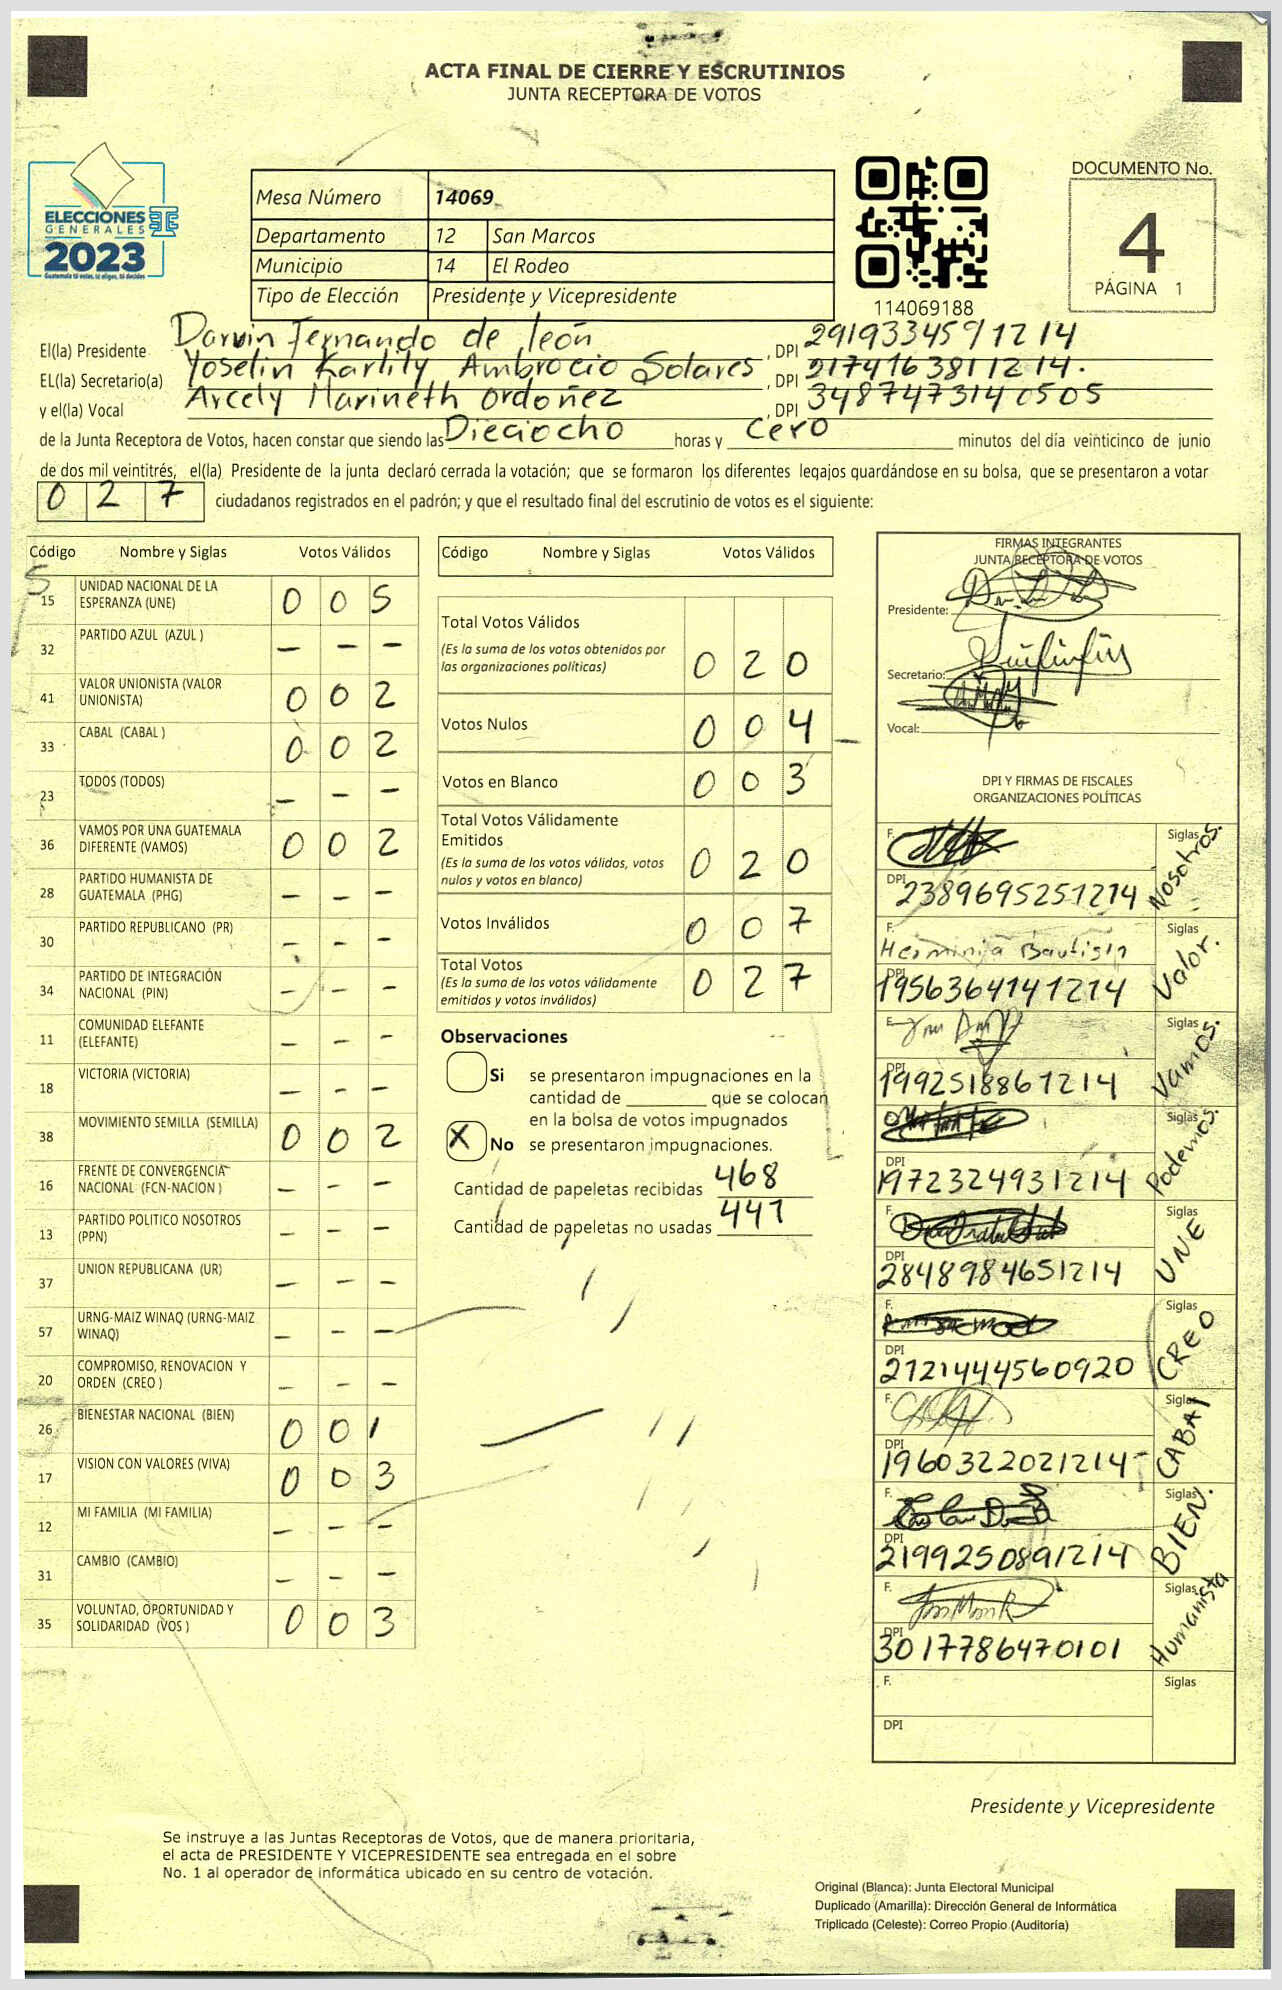 ACTA FINAL DE CIERRE Y ESCRUTINIOS
JUNTA RECEPTORA DE VOTOS
ELECCIONES
GENERALES
2023
Guatemala tú votas, tú eliges, tú decides
Mesa Número 14069
Departamento 12 San Marcos
Municipio 14 El Rodeo
Tipo de Elección Presidente y Vicepresidente
114069188
DOCUMENTO No.
4
PÁGINA 1
El(la) Presidente Darvin Fernando de león, DPI 2919334591214
EL(la) Secretario(a) Yoselin Karlily Ambrocio Solares, DPI 2174163811214.
y el(la) Vocal Arcely Marineth Ordoñez, DPI 3487473140505
de la Junta Receptora de Votos, hacen constar que siendo las Dieciocho horas y cero minutos del día veinticinco de junio
de dos mil veintitrés, el(la) Presidente de la junta declaró cerrada la votación; que se formaron los diferentes legajos guardándose en su bolsa, que se presentaron a votar
0 2 7 ciudadanos registrados en el padrón; y que el resultado final del escrutinio de votos es el siguiente:
Código Nombre y Siglas Votos Válidos
5
15 UNIDAD NACIONAL DE LA ESPERANZA (UNE) 0 0 5
32 PARTIDO AZUL (AZUL ) - - -
41 VALOR UNIONISTA (VALOR UNIONISTA) 0 0 2
33 CABAL (CABAL ) 0 0 2
23 TODOS (TODOS) - - -
36 VAMOS POR UNA GUATEMALA DIFERENTE (VAMOS) 0 0 2
28 PARTIDO HUMANISTA DE GUATEMALA (PHG) - - -
30 PARTIDO REPUBLICANO (PR) - - -
34 PARTIDO DE INTEGRACIÓN NACIONAL (PIN) - - -
11 COMUNIDAD ELEFANTE (ELEFANTE) - - -
18 VICTORIA (VICTORIA) - - -
38 MOVIMIENTO SEMILLA (SEMILLA) 0 0 2
16 FRENTE DE CONVERGENCIA NACIONAL (FCN-NACION ) - - -
13 PARTIDO POLITICO NOSOTROS (PPN) - - -
37 UNION REPUBLICANA (UR) - - -
57 URNG-MAIZ WINAQ (URNG-MAIZ WINAQ) - - -
20 COMPROMISO, RENOVACION Y ORDEN (CREO ) - - -
26 BIENESTAR NACIONAL (BIEN) 0 0 1
17 VISION CON VALORES (VIVA) 0 0 3
12 MI FAMILIA (MI FAMILIA) - - -
31 CAMBIO (CAMBIO) - - -
35 VOLUNTAD, OPORTUNIDAD Y SOLIDARIDAD (VOS ) 0 0 3
Código Nombre y Siglas Votos Válidos
Total Votos Válidos
(Es la suma de los votos obtenidos por
las organizaciones políticas) 0 2 0
Votos Nulos 0 0 4
Votos en Blanco 0 0 3
Total Votos Válidamente
Emitidos
(Es la suma de los votos válidos, votos
nulos y votos en blanco) 0 2 0
Votos Inválidos 0 0 7
Total Votos
(Es la suma de los votos válidamente
emitidos y votos inválidos) 0 2 7
Observaciones
Si se presentaron impugnaciones en la
cantidad de ________ que se colocan
en la bolsa de votos impugnados
X No se presentaron impugnaciones.
Cantidad de papeletas recibidas 468
Cantidad de papeletas no usadas 441
FIRMAS INTEGRANTES
JUNTA RECEPTORA DE VOTOS
Presidente:
Secretario:
Vocal:
DPI Y FIRMAS DE FISCALES
ORGANIZACIONES POLÍTICAS
F. Siglas Nosotros.
DPI 2389695251214
F. Herminia Bautista Siglas Valor.
DPI 1956364141214
F. Siglas Vamos.
DPI 1992518861214
Siglas Podemos.
DPI 1972324931214
F. Siglas UNE
DPI 2848984651214
F. Siglas CREO
DPI 2721444560920
F. Siglas CABAL
DPI 1960322021214
F. Siglas BIEN.
DPI 2199250891214
F. Siglas Humanista
DPI 3017786470101
F. Siglas
DPI
Presidente y Vicepresidente
Se instruye a las Juntas Receptoras de Votos, que de manera prioritaria,
el acta de PRESIDENTE Y VICEPRESIDENTE sea entregada en el sobre
No. 1 al operador de informática ubicado en su centro de votación.
Original (Blanca): Junta Electoral Municipal
Duplicado (Amarilla): Dirección General de Informática
Triplicado (Celeste): Correo Propio (Auditoría)